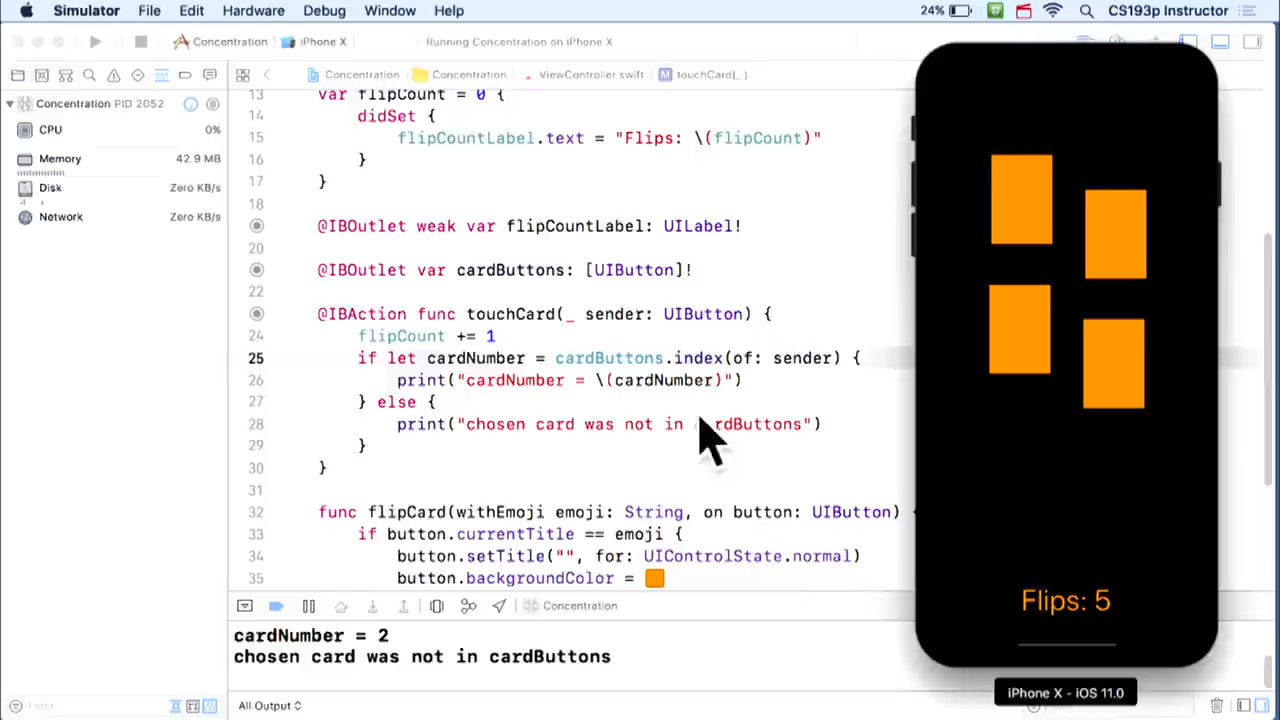 Simulator File Edit Hardware Debug Window Help 24% CS193p Instructor
Concentration iPhone X Running Concentration on iPhone X
Concentration Concentration ViewController.swift M touchCard(_:)
Concentration PID 2052
CPU 0%
Memory 42.9 MB
Disk Zero KB/s
Network Zero KB/s
13 var flipCount = 0 {
14 didSet {
15 flipCountLabel.text = "Flips: \(flipCount)"
16 }
17 }
18
@IBOutlet weak var flipCountLabel: UILabel!
20
@IBOutlet var cardButtons: [UIButton]!
22
@IBAction func touchCard(_ sender: UIButton) {
24 flipCount += 1
25 if let cardNumber = cardButtons.index(of: sender) {
26 print("cardNumber = \(cardNumber)")
27 } else {
28 print("chosen card was not in cardButtons")
29 }
30 }
31
32 func flipCard(withEmoji emoji: String, on button: UIButton) {
33 if button.currentTitle == emoji {
34 button.setTitle("", for: UIControlState.normal)
35 button.backgroundColor =
Concentration
cardNumber = 2
chosen card was not in cardButtons
Filter All Output
Flips: 5
iPhone X - iOS 11.0